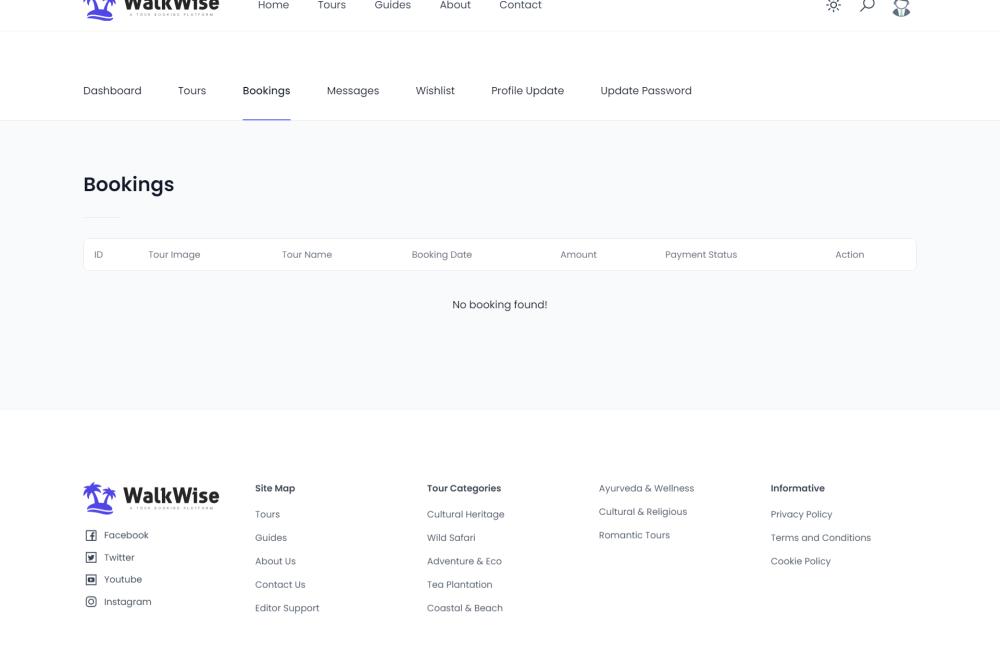 WalkWise
A TOUR BOOKING PLATFORM
Home Tours Guides About Contact
Dashboard Tours Bookings Messages Wishlist Profile Update Update Password
Bookings
ID Tour Image Tour Name Booking Date Amount Payment Status Action
No booking found!
WalkWise
A TOUR BOOKING PLATFORM
Facebook
Twitter
Youtube
Instagram
Site Map
Tours
Guides
About Us
Contact Us
Editor Support
Tour Categories
Cultural Heritage
Wild Safari
Adventure & Eco
Tea Plantation
Coastal & Beach
Ayurveda & Wellness
Cultural & Religious
Romantic Tours
Informative
Privacy Policy
Terms and Conditions
Cookie Policy